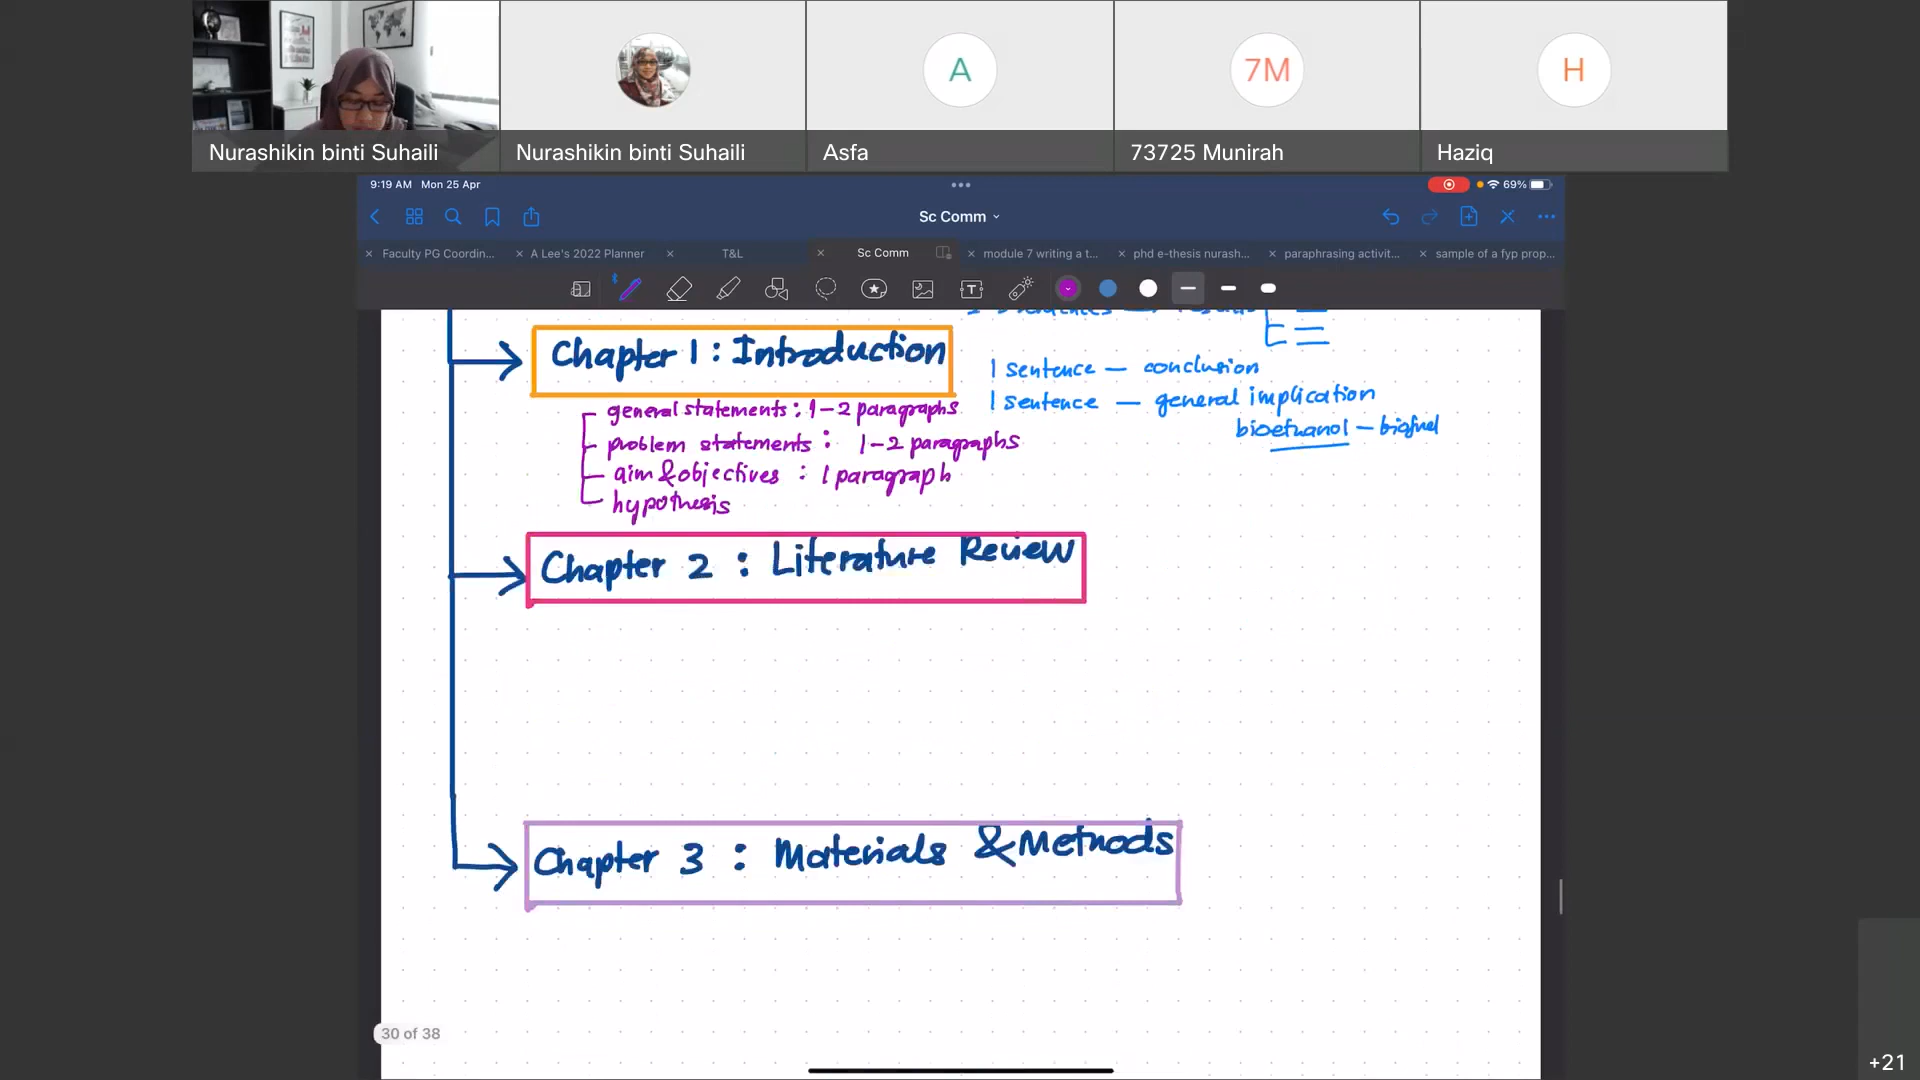 A
7M
H
Nurashikin binti Suhaili
Nurashikin binti Suhaili
Asfa
73725 Munirah
Haziq
9:19 AM Mon 25 Apr
69%
Sc Comm
Faculty PG Coordin...
A Lee's 2022 Planner
T&L
Sc Comm
module 7 writing a t...
phd e-thesis nurash...
paraphrasing activit...
sample of a fyp prop...
Chapter 1 : Introduction
1 sentence — conclusion
1 sentence — general implication
bioethanol — biofuel
general statements : 1-2 paragraphs
problem statements : 1-2 paragraphs
aim & objectives : 1 paragraph
hypothesis
Chapter 2 : Literature Review
Chapter 3 : Materials & Methods
30 of 38
+21